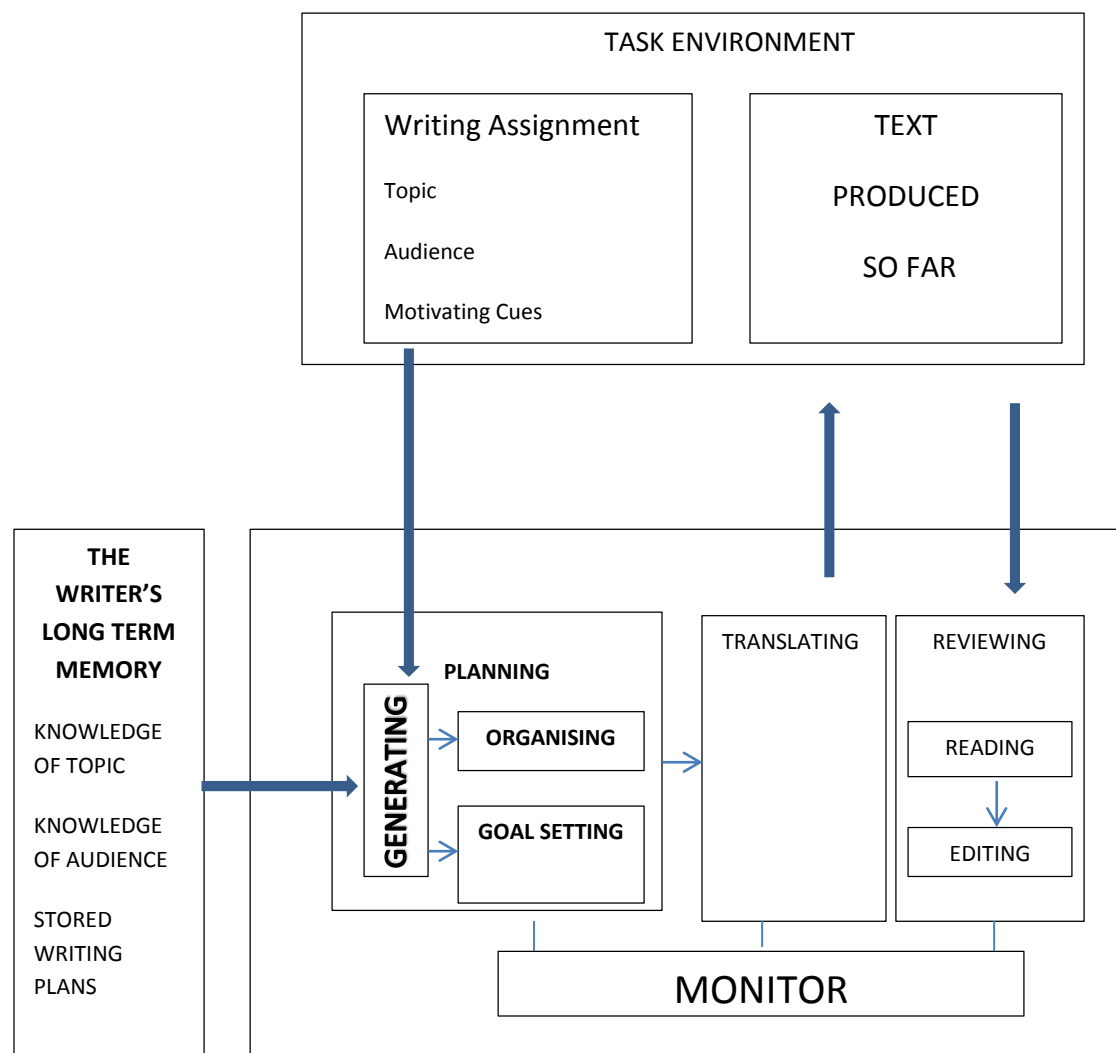 TASK ENVIRONMENT
Writing Assignment
Topic
Audience
Motivating Cues
TEXT
PRODUCED
SO FAR
THE
WRITER’S
LONG TERM
MEMORY
KNOWLEDGE
OF TOPIC
KNOWLEDGE
OF AUDIENCE
STORED
WRITING
PLANS
PLANNING
GENERATING
ORGANISING
GOAL SETTING
TRANSLATING
REVIEWING
READING
EDITING
MONITOR